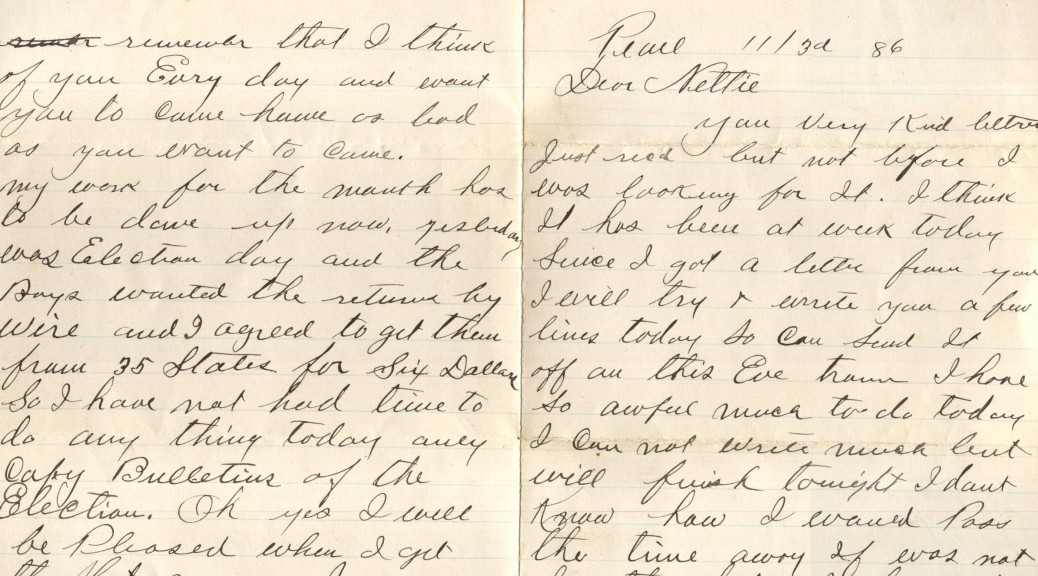 Pearl 11/3d 86
Dear Nettie
you Very Kind letter
Just recd but not before I
was looking for It. I think
It has been at week today
Since I got a letter from you
I will try & write you a few
lines today So Can Send It
off on this Eve train I have
So awful much to do today
I Can not write much but
will finish tonight I dont
Know how I would Pass
the time away If was not
remember that I think
of you Evry day and want
you to Come home as bad
as you want to Come.
my work for the month has
to be done up now, yesterday
was Election day and the
Boys wanted the returns by
Wire and I agreed to get them
from 35 States for Six Dollars
So I have not had time to
do any thing today only
Copy Bulletins of the
Election. Oh yes I will
be Pleased when I get